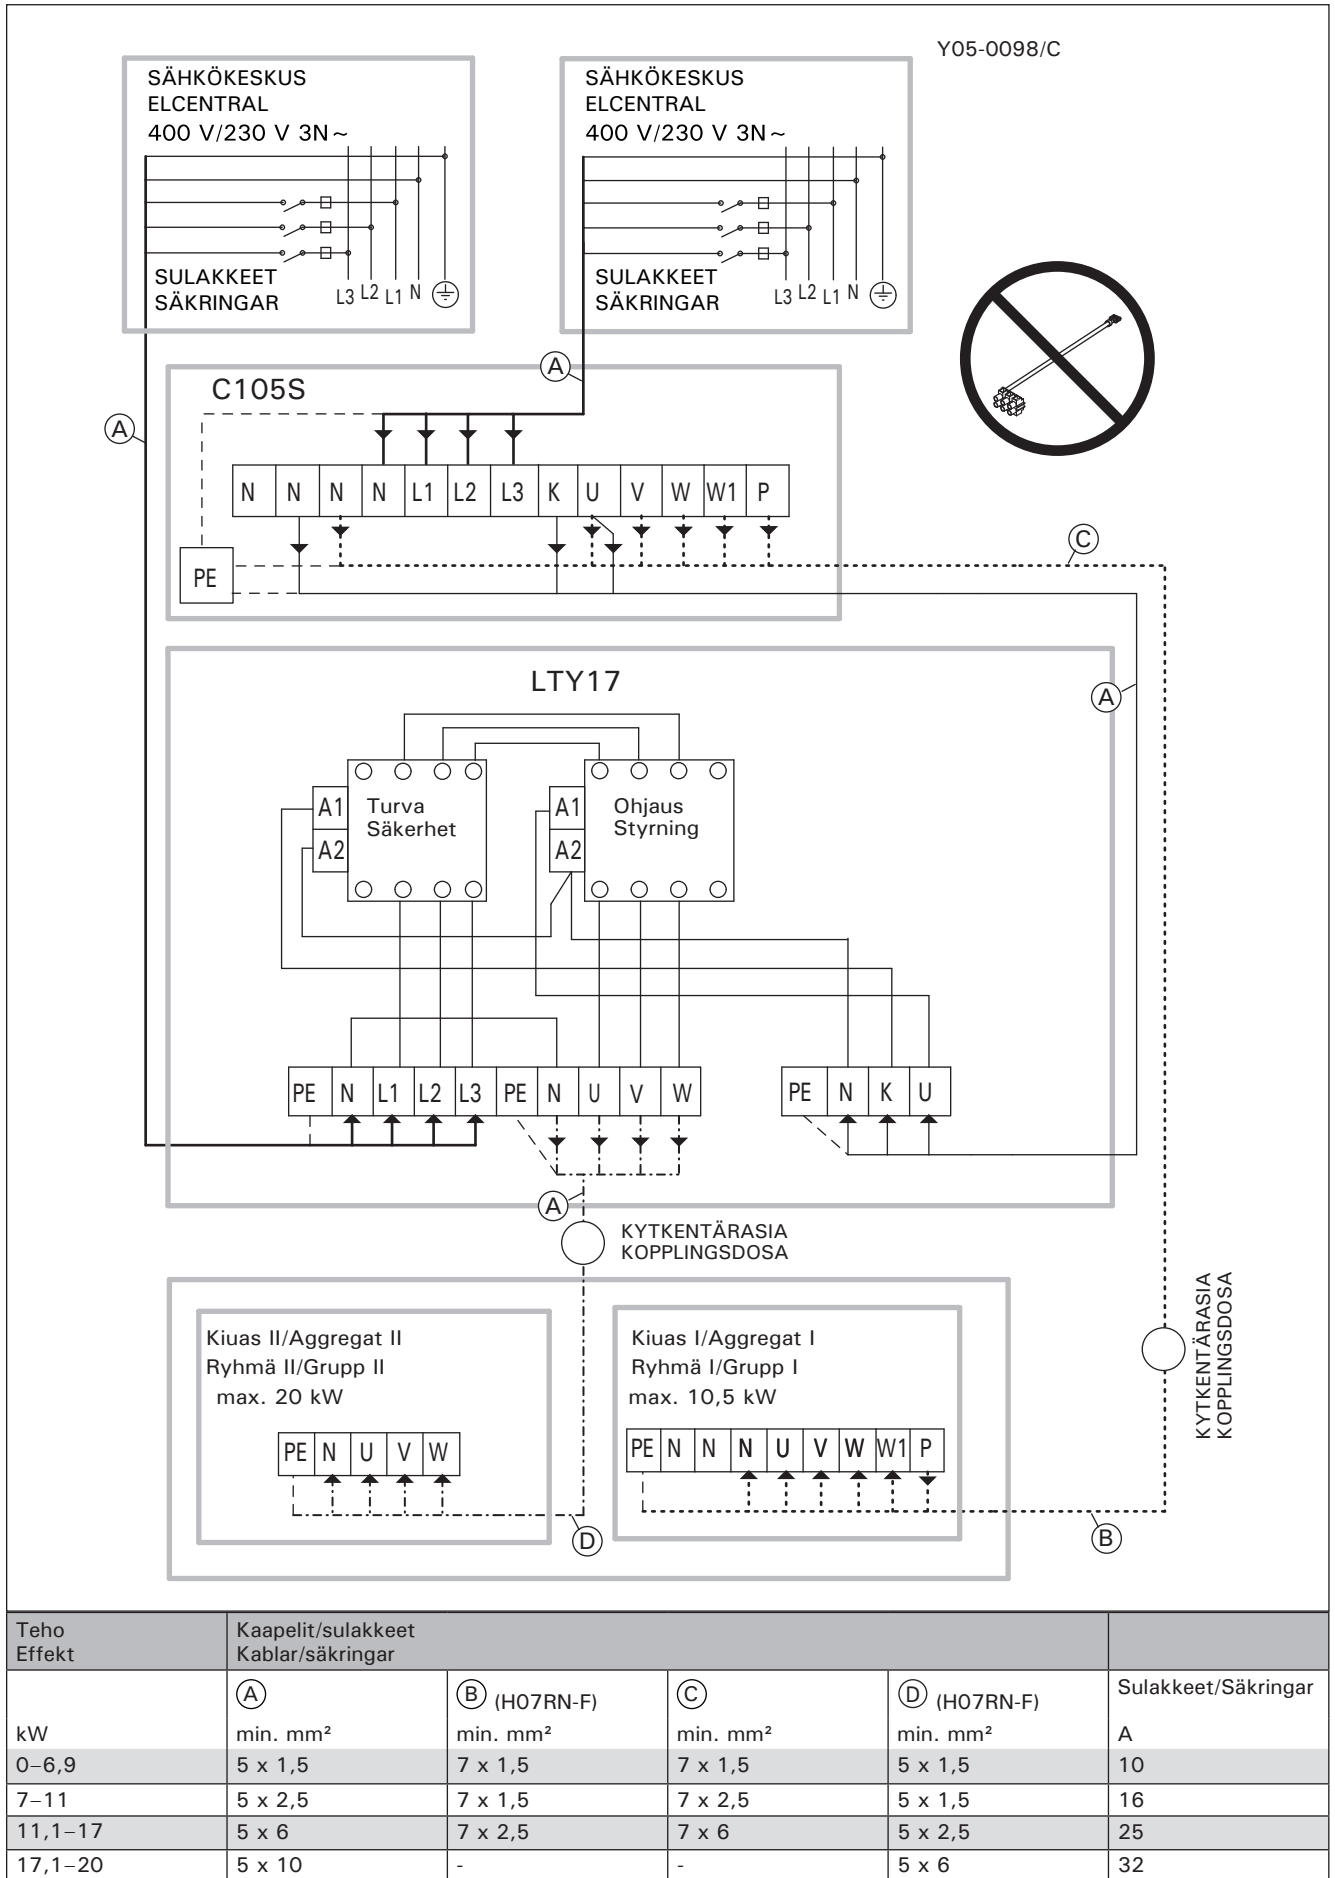 Y05-0098/C
SÄHKÖKESKUS
ELCENTRAL
400 V/230 V 3N~
SULAKKEET
SÄKRINGAR
L3 L2 L1 N
SÄHKÖKESKUS
ELCENTRAL
400 V/230 V 3N~
SULAKKEET
SÄKRINGAR
L3 L2 L1 N
A
C105S
A
N N N N L1 L2 L3 K U V W W1 P
PE
C
LTY17
A
A1
A2
Turva
Säkerhet
A1
A2
Ohjaus
Styrning
PE N L1 L2 L3 PE N U V W
PE N K U
A
KYTKENTÄRASIA
KOPPLINGSDOSA
KYTKENTÄRASIA
KOPPLINGSDOSA
Kiuas II/Aggregat II
Ryhmä II/Grupp II
max. 20 kW
PE N U V W
D
Kiuas I/Aggregat I
Ryhmä I/Grupp I
max. 10,5 kW
PE N N N U V W W1 P
B
Teho
Effekt
Kaapelit/sulakkeet
Kablar/säkringar
A B (H07RN-F) C D (H07RN-F) Sulakkeet/Säkringar
kW min. mm² min. mm² min. mm² min. mm² A
0–6,9 5 x 1,5 7 x 1,5 7 x 1,5 5 x 1,5 10
7–11 5 x 2,5 7 x 1,5 7 x 2,5 5 x 1,5 16
11,1–17 5 x 6 7 x 2,5 7 x 6 5 x 2,5 25
17,1–20 5 x 10 - - 5 x 6 32